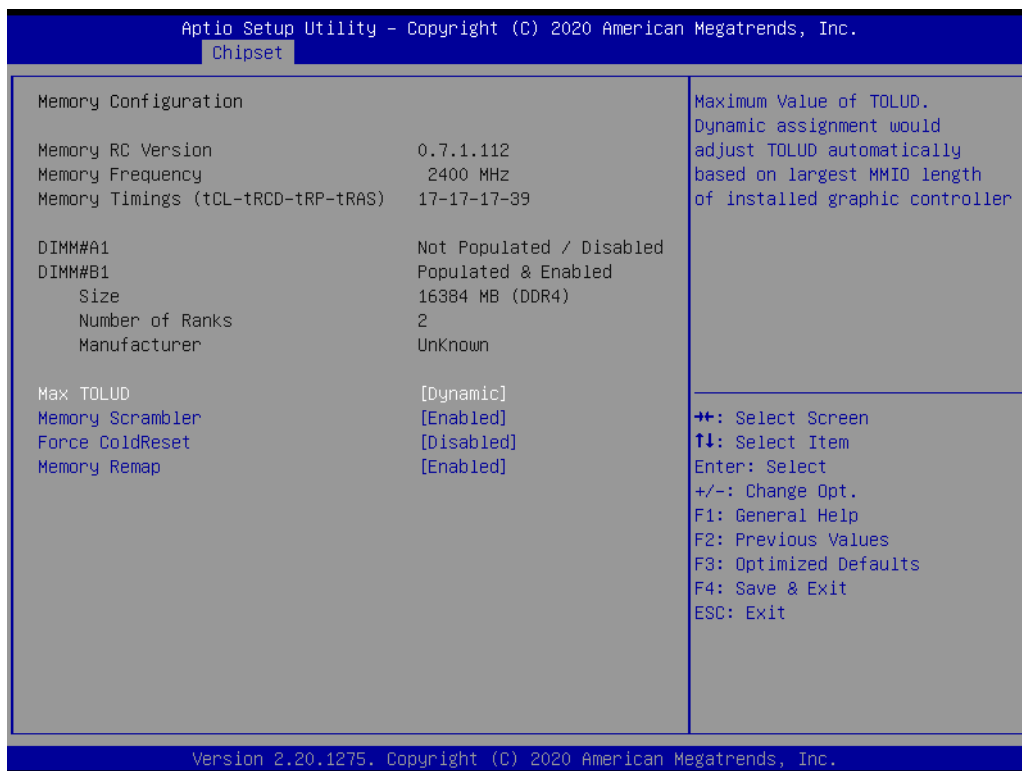 Aptio Setup Utility – Copyright (C) 2020 American Megatrends, Inc.
Chipset
Memory Configuration
Memory RC Version 0.7.1.112
Memory Frequency 2400 MHz
Memory Timings (tCL-tRCD-tRP-tRAS) 17-17-17-39
DIMM#A1 Not Populated / Disabled
DIMM#B1 Populated & Enabled
Size 16384 MB (DDR4)
Number of Ranks 2
Manufacturer UnKnown
Max TOLUD [Dynamic]
Memory Scrambler [Enabled]
Force ColdReset [Disabled]
Memory Remap [Enabled]
Maximum Value of TOLUD.
Dynamic assignment would
adjust TOLUD automatically
based on largest MMIO length
of installed graphic controller
→←: Select Screen
↑↓: Select Item
Enter: Select
+/-: Change Opt.
F1: General Help
F2: Previous Values
F3: Optimized Defaults
F4: Save & Exit
ESC: Exit
Version 2.20.1275. Copyright (C) 2020 American Megatrends, Inc.